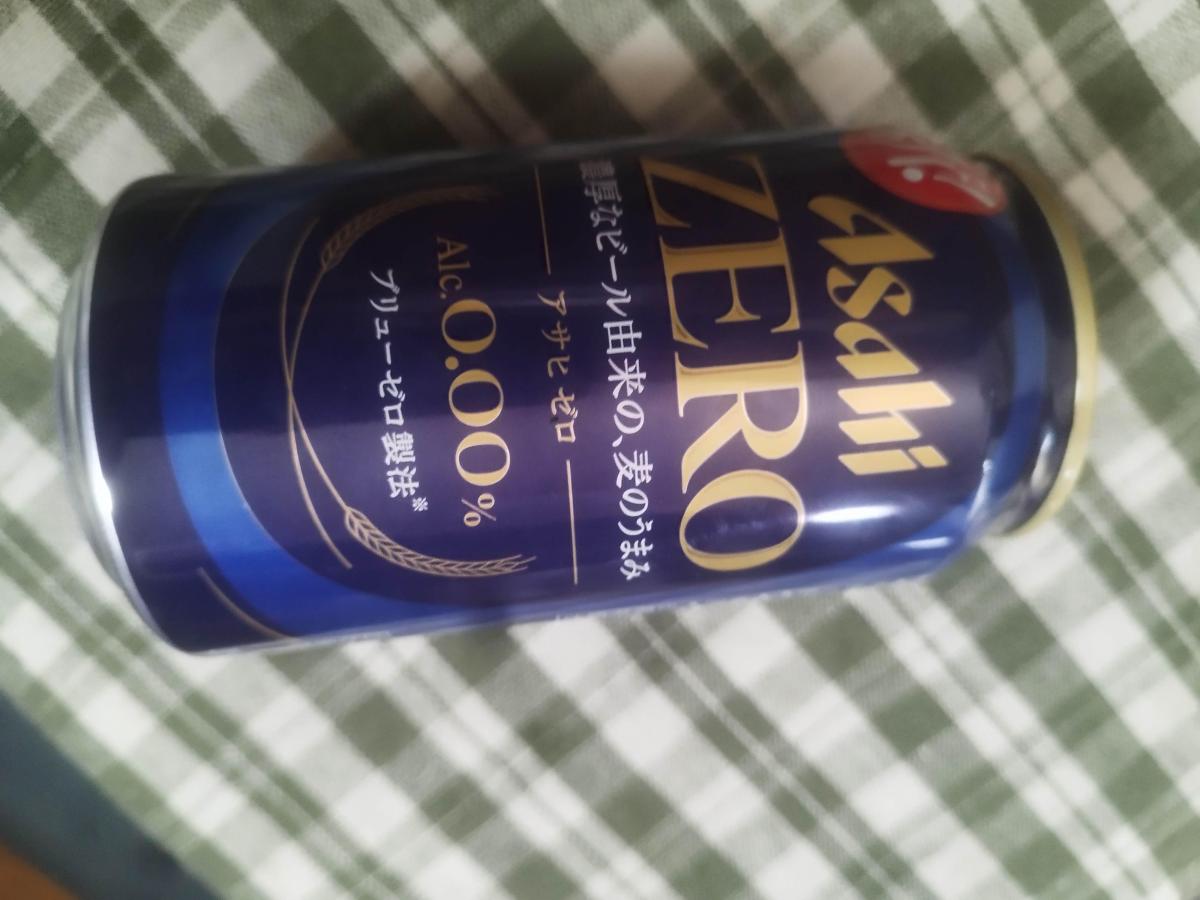 Asahi
ZERO
濃厚なビール由来の、麦のうまみ
アサヒ ゼロ
Alc.0.00%
ブリューゼロ製法※